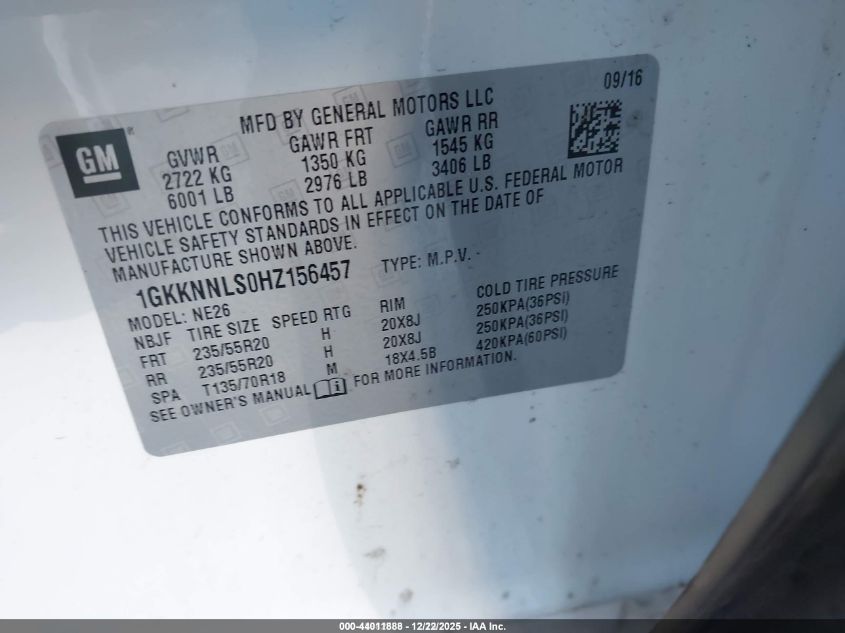 09/16
MFD BY GENERAL MOTORS LLC
GM
GVWR GAWR FRT GAWR RR
2722 KG 1350 KG 1545 KG
6001 LB 2976 LB 3406 LB
THIS VEHICLE CONFORMS TO ALL APPLICABLE U.S. FEDERAL MOTOR
VEHICLE SAFETY STANDARDS IN EFFECT ON THE DATE OF
MANUFACTURE SHOWN ABOVE.
1GKKNNLS0HZ156457 TYPE: M.P.V.
MODEL: NE26
NBJF TIRE SIZE SPEED RTG RIM COLD TIRE PRESSURE
FRT 235/55R20 H 20X8J 250KPA(36PSI)
RR 235/55R20 H 20X8J 250KPA(36PSI)
SPA T135/70R18 M 18X4.5B 420KPA(60PSI)
SEE OWNER'S MANUAL i FOR MORE INFORMATION.
000-44011888 - 12/22/2025 - IAA Inc.